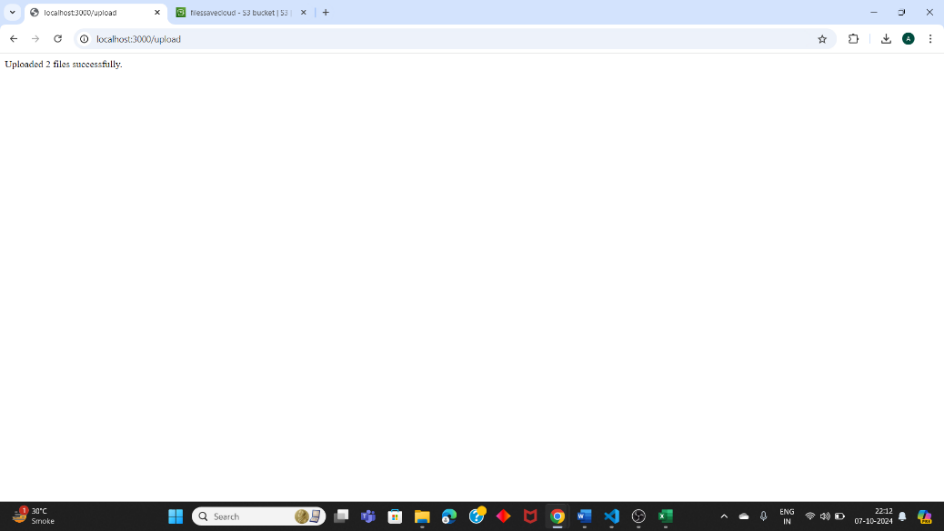 localhost:3000/upload
filessavecloud - S3 bucket | S3
localhost:3000/upload
A
Uploaded 2 files successfully.
1
30°C
Smoke
Search
ENG
IN
22:12
07-10-2024